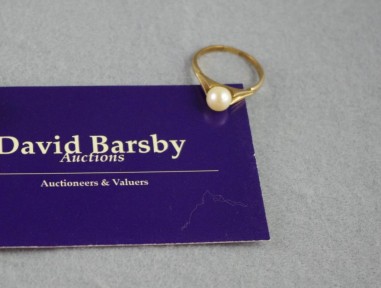 David Barsby
Auctions
Auctioneers & Valuers